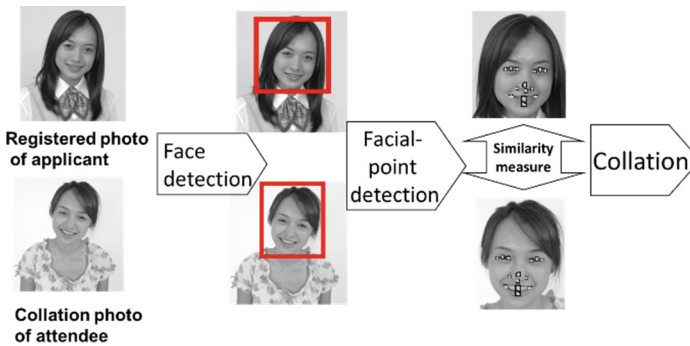 Registered photo
of applicant
Face
detection
Facial-
point
detection
Similarity
measure
Collation
Collation photo
of attendee